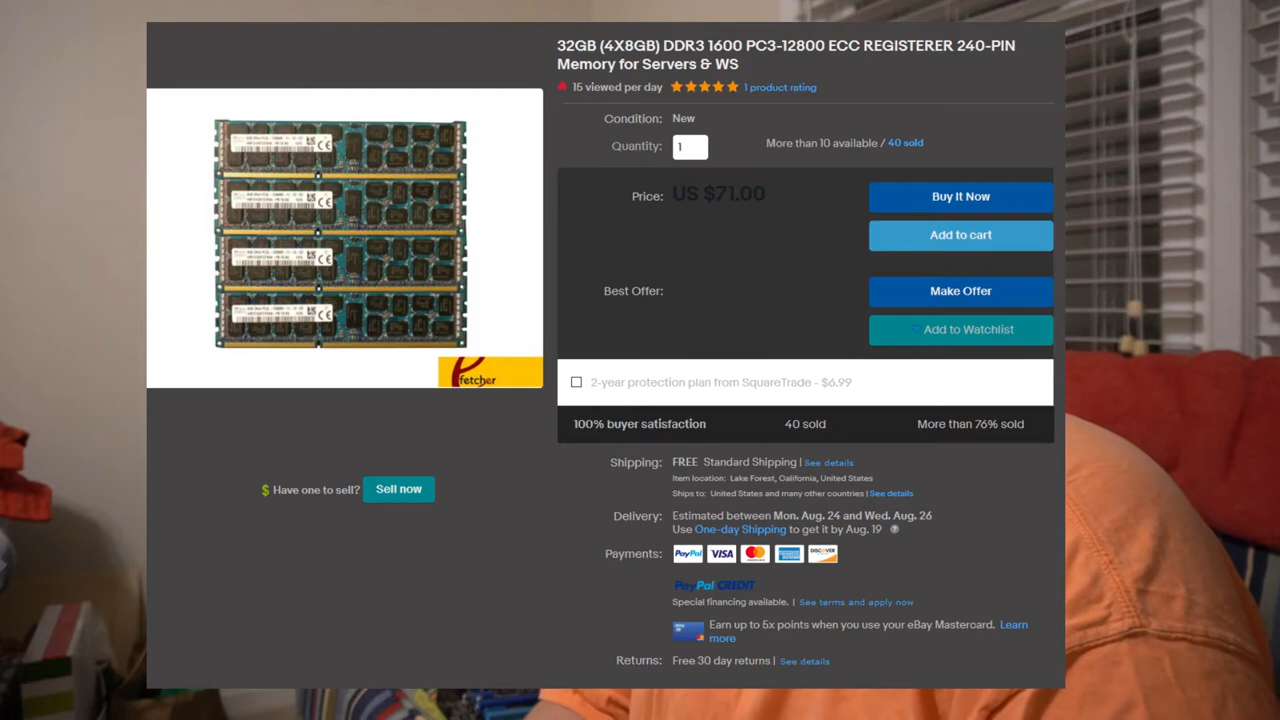 32GB (4X8GB) DDR3 1600 PC3-12800 ECC REGISTERER 240-PIN
Memory for Servers & WS
15 viewed per day
1 product rating
Condition: New
Quantity: 1
More than 10 available / 40 sold
Price: US $71.00
Buy It Now
Add to cart
Best Offer:
Make Offer
Add to Watchlist
2-year protection plan from SquareTrade - $6.99
100% buyer satisfaction
40 sold
More than 76% sold
fetcher
$ Have one to sell? Sell now
Shipping: FREE Standard Shipping | See details
Item location: Lake Forest, California, United States
Ships to: United States and many other countries | See details
Delivery: Estimated between Mon. Aug. 24 and Wed. Aug. 26
Use One-day Shipping to get it by Aug. 19
Payments: PayPal VISA MasterCard DISCOVER
PayPal CREDIT
Special financing available. | See terms and apply now
Earn up to 5x points when you use your eBay Mastercard. Learn
more
Returns: Free 30 day returns | See details